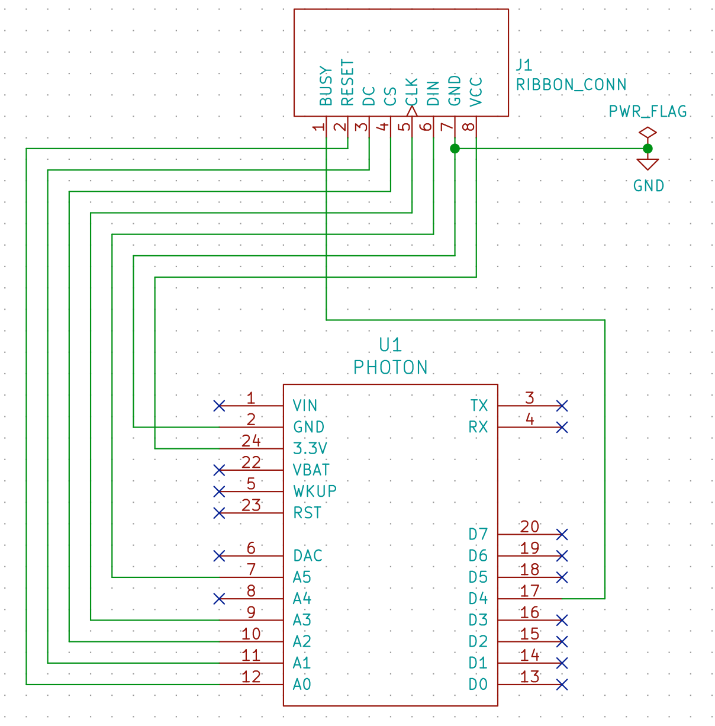 BUSY
RESET
DC
CS
CLK
DIN
GND
VCC
1
2
3
4
5
6
7
8
J1
RIBBON_CONN
PWR_FLAG
GND
U1
PHOTON
1 VIN
2 GND
24 3.3V
22 VBAT
5 WKUP
23 RST
6 DAC
7 A5
8 A4
9 A3
10 A2
11 A1
12 A0
TX 3
RX 4
D7 20
D6 19
D5 18
D4 17
D3 16
D2 15
D1 14
D0 13